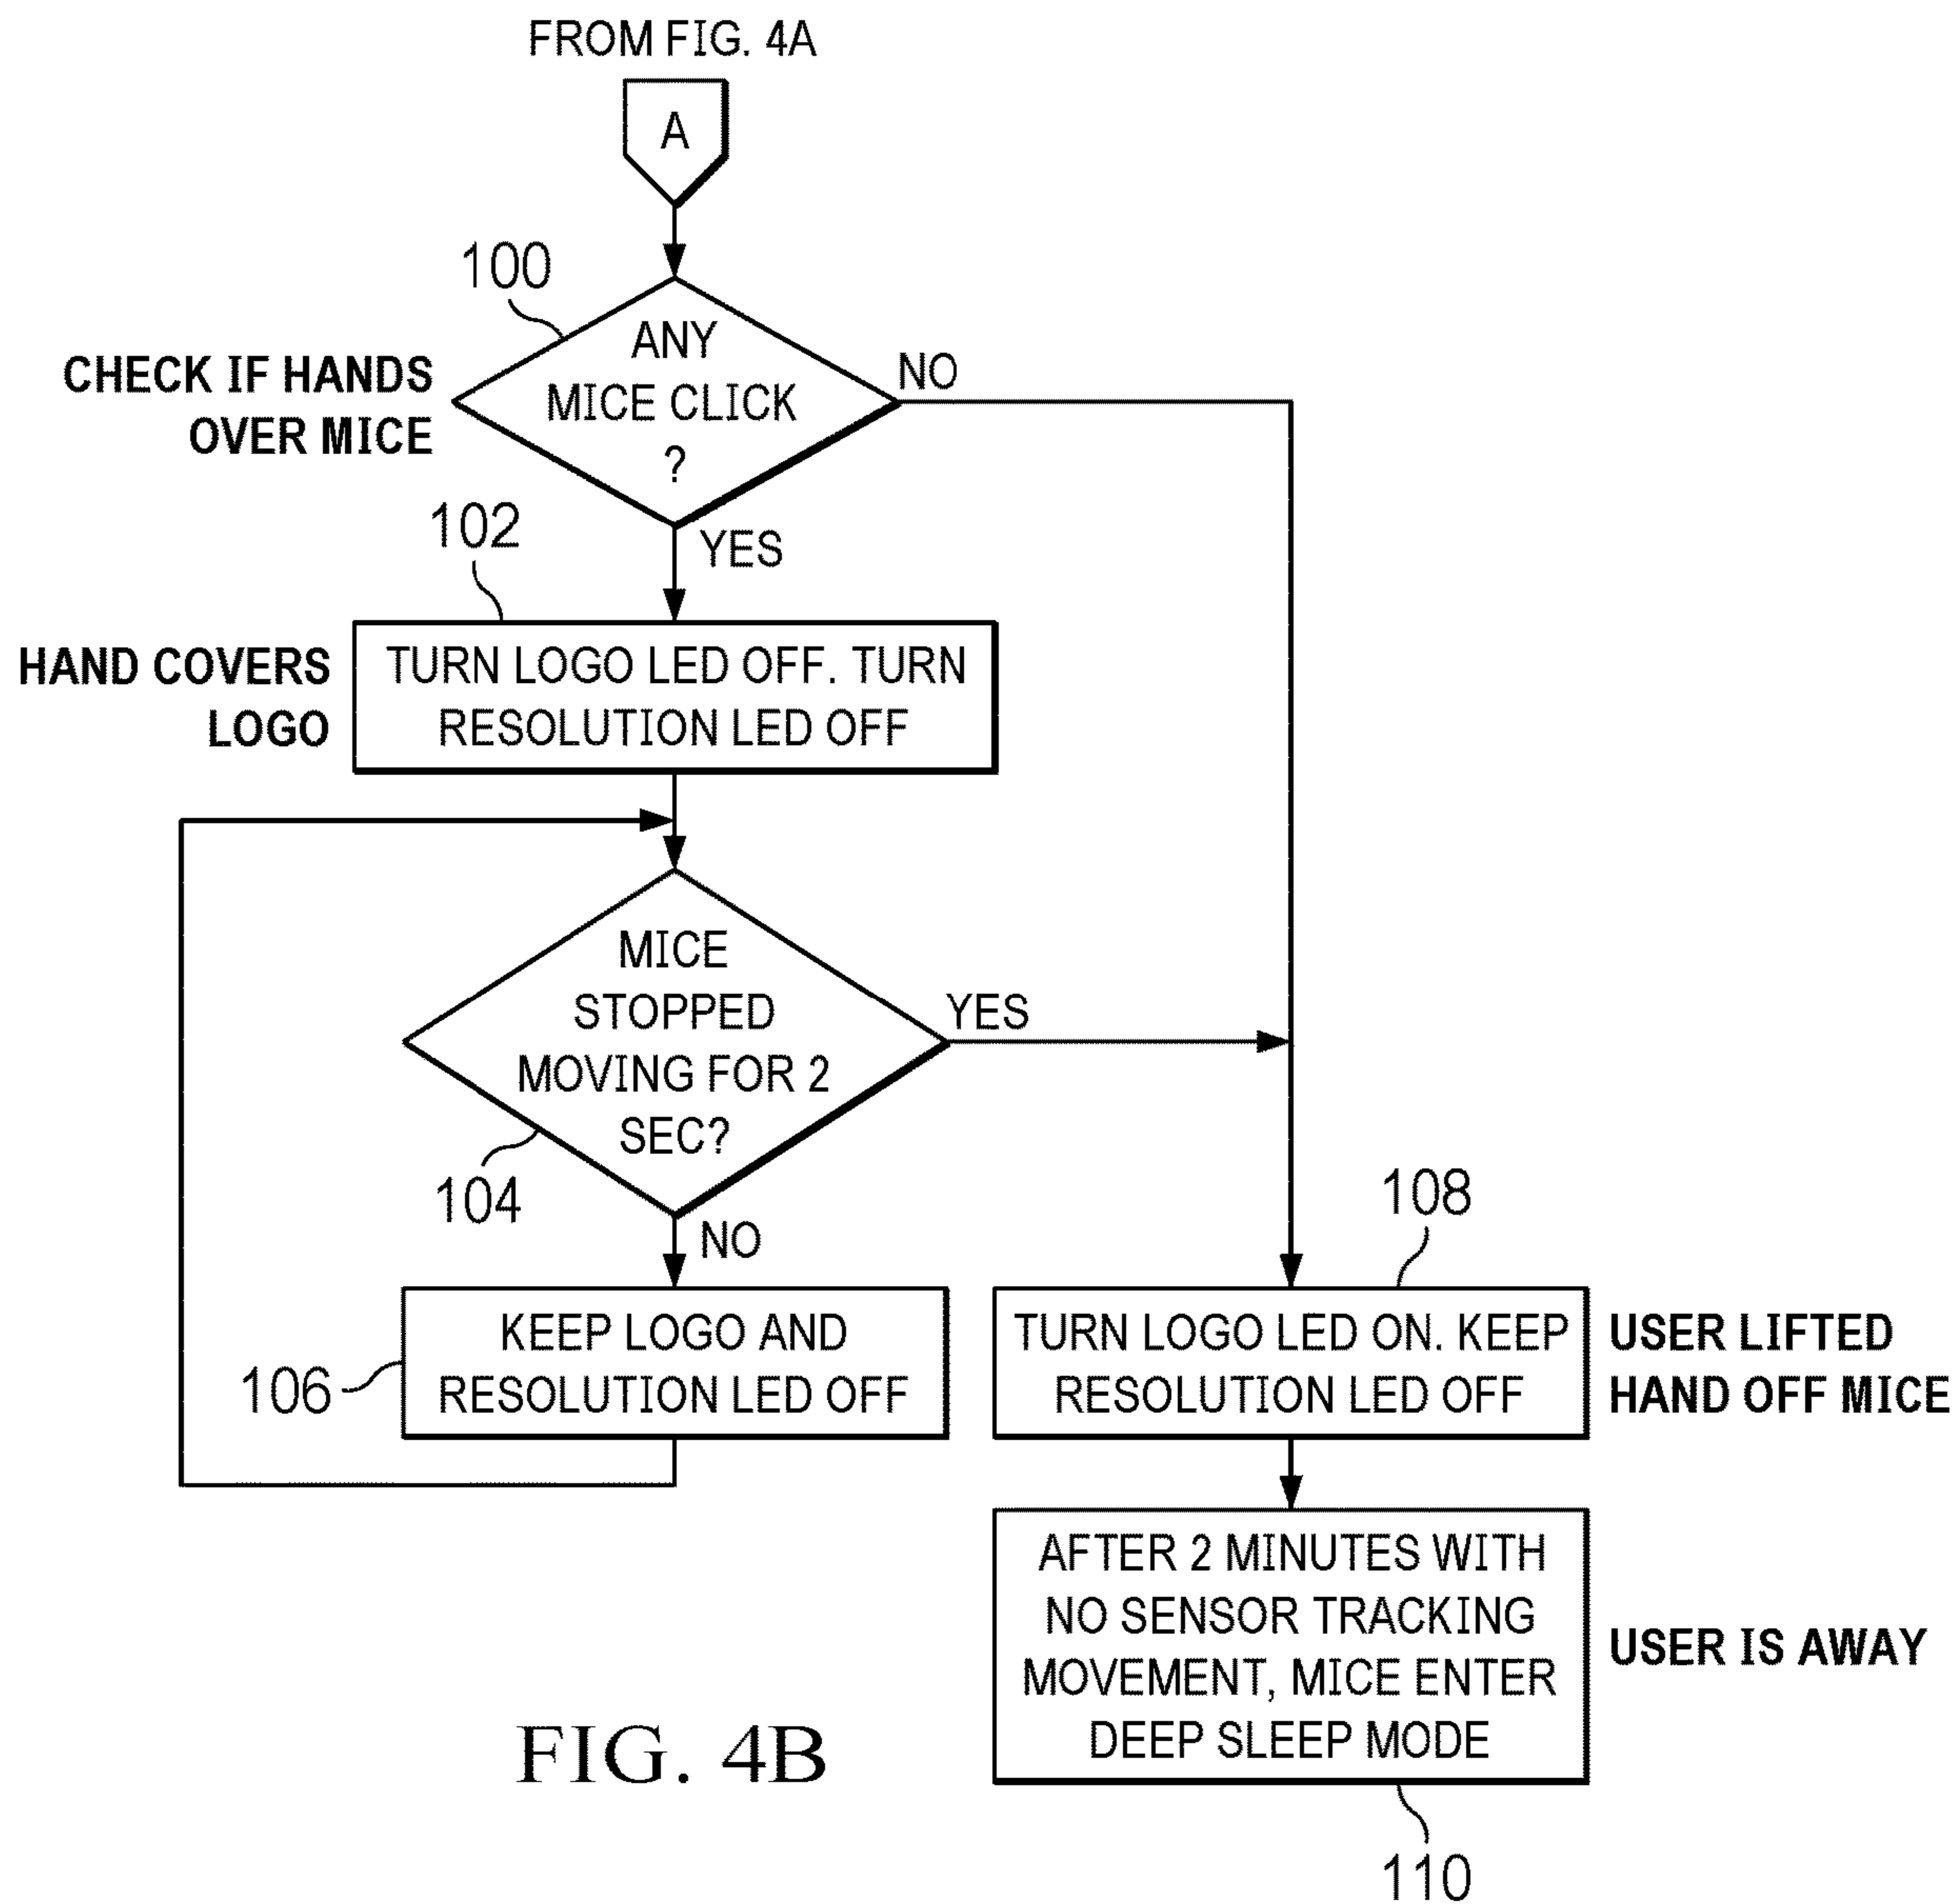 FROM FIG. 4A
A
100
CHECK IF HANDS
OVER MICE
ANY
MICE CLICK
?
NO
YES
102
HAND COVERS
LOGO
TURN LOGO LED OFF. TURN
RESOLUTION LED OFF
MICE
STOPPED
MOVING FOR 2
SEC?
YES
104
NO
106
KEEP LOGO AND
RESOLUTION LED OFF
108
TURN LOGO LED ON. KEEP
RESOLUTION LED OFF
USER LIFTED
HAND OFF MICE
AFTER 2 MINUTES WITH
NO SENSOR TRACKING
MOVEMENT, MICE ENTER
DEEP SLEEP MODE
USER IS AWAY
110
FIG. 4B